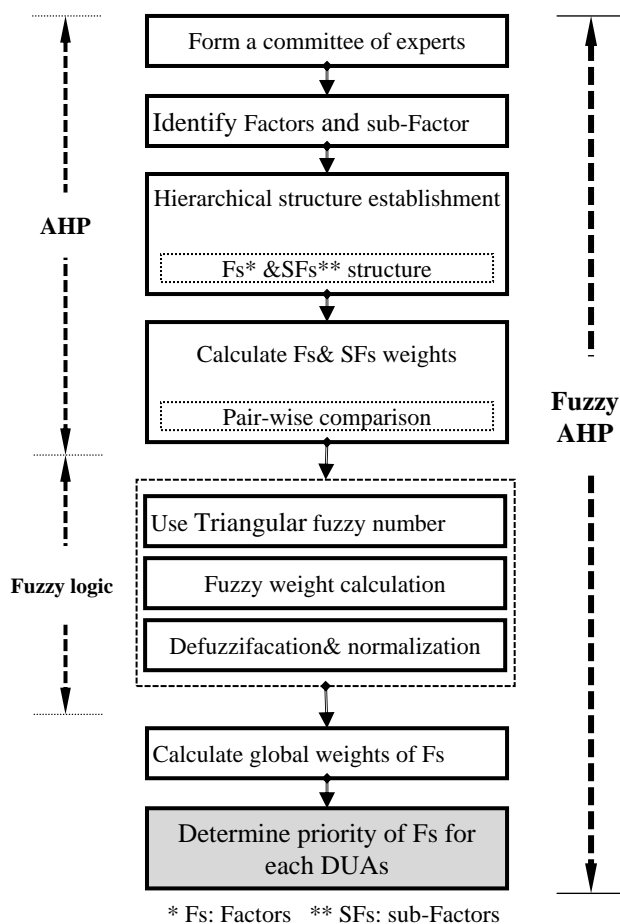 Form a committee of experts
Identify Factors and sub-Factor
Hierarchical structure establishment
Fs* &SFs** structure
AHP
Calculate Fs& SFs weights
Pair-wise comparison
Fuzzy
AHP
Use Triangular fuzzy number
Fuzzy weight calculation
Fuzzy logic
Defuzzifacation& normalization
Calculate global weights of Fs
Determine priority of Fs for
each DUAs
* Fs: Factors ** SFs: sub-Factors